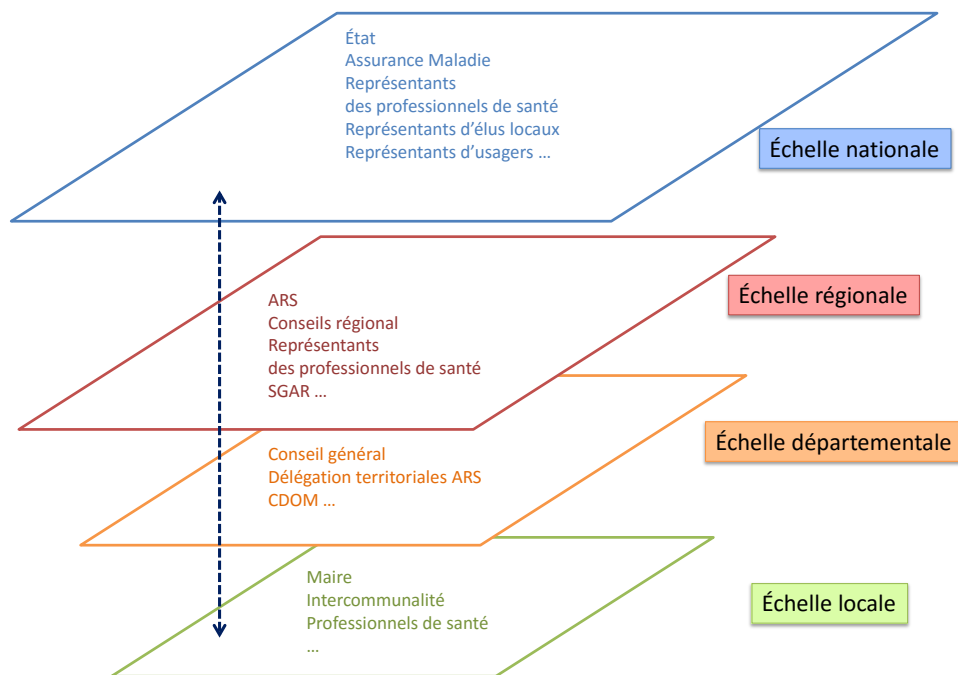 État
Assurance Maladie
Représentants
des professionnels de santé
Représentants d'élus locaux
Représentants d'usagers …
Échelle nationale
ARS
Conseils régional
Représentants
des professionnels de santé
SGAR …
Échelle régionale
Conseil général
Délégation territoriales ARS
CDOM …
Échelle départementale
Maire
Intercommunalité
Professionnels de santé
…
Échelle locale